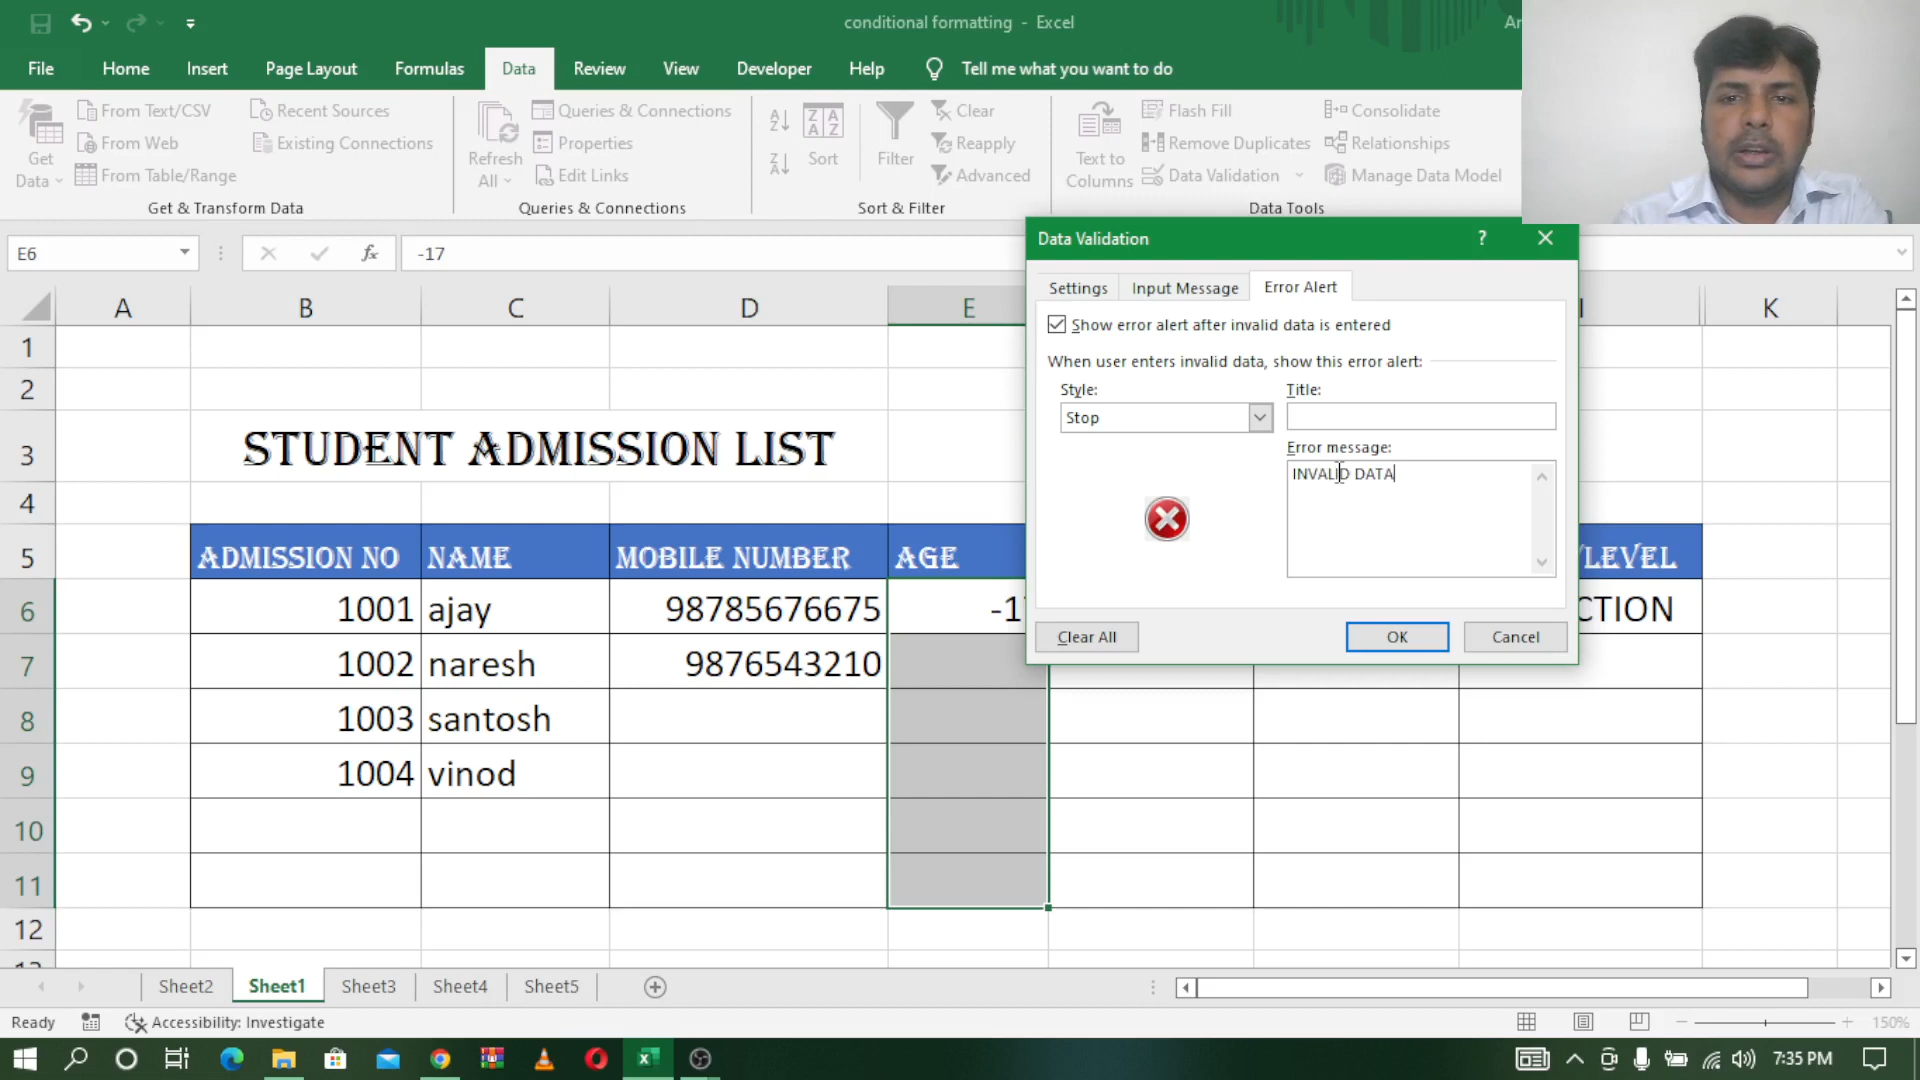 conditional formatting - Excel
File Home Insert Page Layout Formulas Data Review View Developer Help Tell me what you want to do
From Text/CSV Recent Sources Queries & Connections Clear Flash Fill Consolidate
From Web Existing Connections Properties Reapply Remove Duplicates Relationships
Get Data Refresh All Sort Filter Text to Columns
From Table/Range Edit Links Advanced Data Validation Manage Data Model
Get & Transform Data Queries & Connections Sort & Filter Data Tools
E6 fx -17
Data Validation ?
Settings Input Message Error Alert
Show error alert after invalid data is entered
When user enters invalid data, show this error alert:
Style: Title:
Stop
Error message:
INVALID DATA
Clear All OK Cancel
A B C D E K
1
2
3 STUDENT ADMISSION LIST
4
5 ADMISSION NO NAME MOBILE NUMBER AGE LEVEL
6 1001 ajay 98785676675 -1 CTION
7 1002 naresh 9876543210
8 1003 santosh
9 1004 vinod
10
11
12
Sheet2 Sheet1 Sheet3 Sheet4 Sheet5
Ready Accessibility: Investigate 150%
7:35 PM